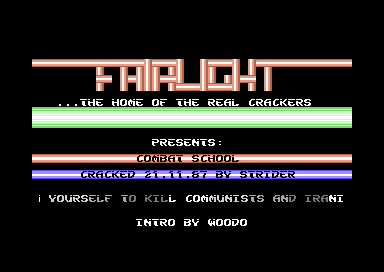 FAIRLIGHT
...THE HOME OF THE REAL CRACKERS
PRESENTS:
COMBAT SCHOOL
CRACKED 21.11.87 BY STRIDER
YOURSELF TO KILL COMMUNISTS AND IRANI
INTRO BY WOODO